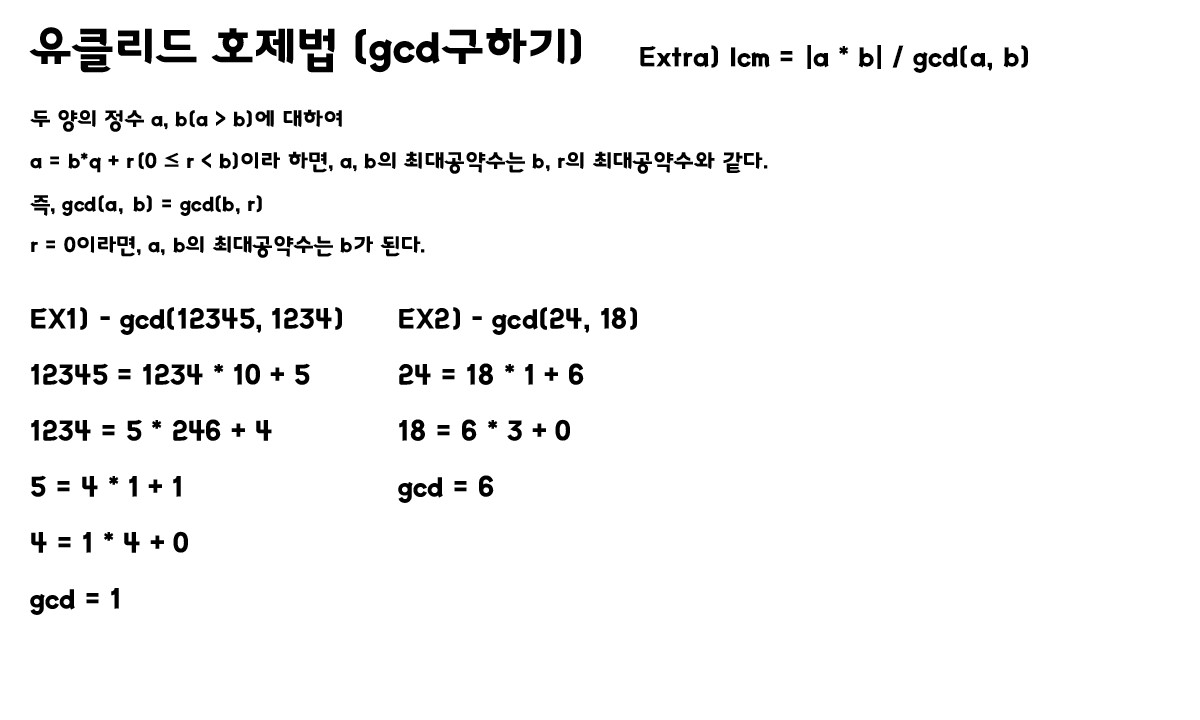 유클리드 호제법 (gcd구하기)
Extra) lcm = |a * b| / gcd(a, b)
두 양의 정수 a, b(a > b)에 대하여
a = b*q + r(0 ≤ r < b)이라 하면, a, b의 최대공약수는 b, r의 최대공약수와 같다.
즉, gcd(a, b) = gcd(b, r)
r = 0이라면, a, b의 최대공약수는 b가 된다.
EX1) - gcd(12345, 1234)
12345 = 1234 * 10 + 5
1234 = 5 * 246 + 4
5 = 4 * 1 + 1
4 = 1 * 4 + 0
gcd = 1
EX2) - gcd(24, 18)
24 = 18 * 1 + 6
18 = 6 * 3 + 0
gcd = 6